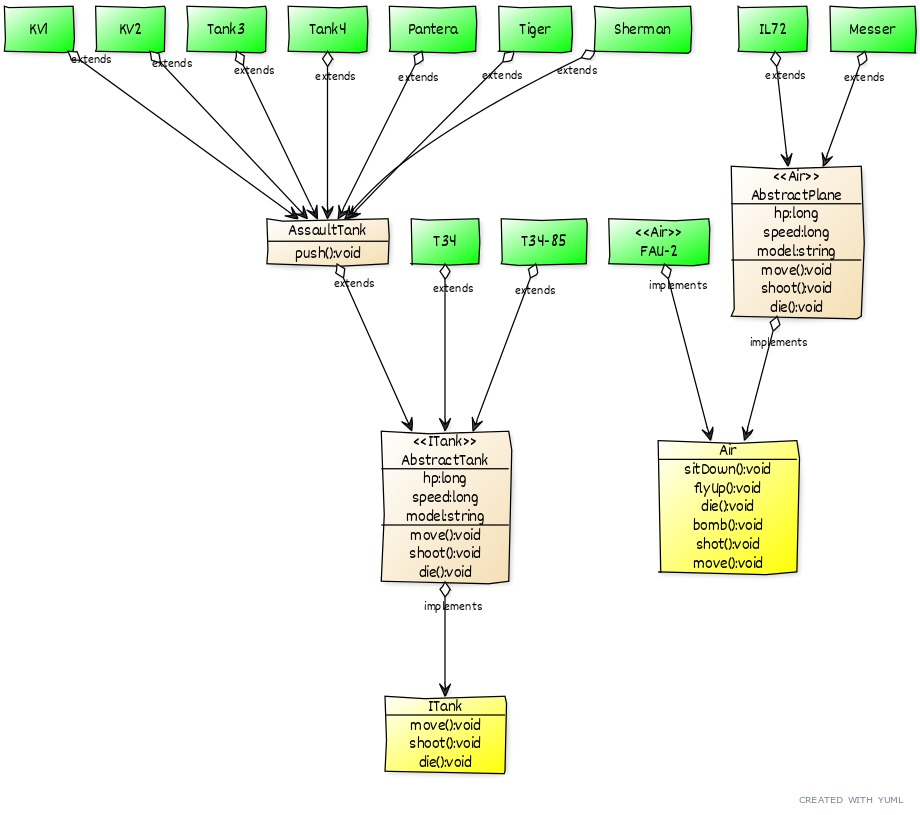 KV1
KV2
Tank3
Tank4
Pantera
Tiger
Sherman
IL72
Messer
extends
extends
extends
extends
extends
extends
extends
extends
extends
<<Air>>
AbstractPlane
hp:long
speed:long
model:string
move():void
shoot():void
die():void
AssaultTank
push():void
T34
T34-85
<<Air>>
FAU-2
extends
extends
extends
implements
implements
<<ITank>>
AbstractTank
hp:long
speed:long
model:string
move():void
shoot():void
die():void
Air
sitDown():void
flyUp():void
die():void
bomb():void
shot():void
move():void
implements
ITank
move():void
shoot():void
die():void
CREATED WITH YUML